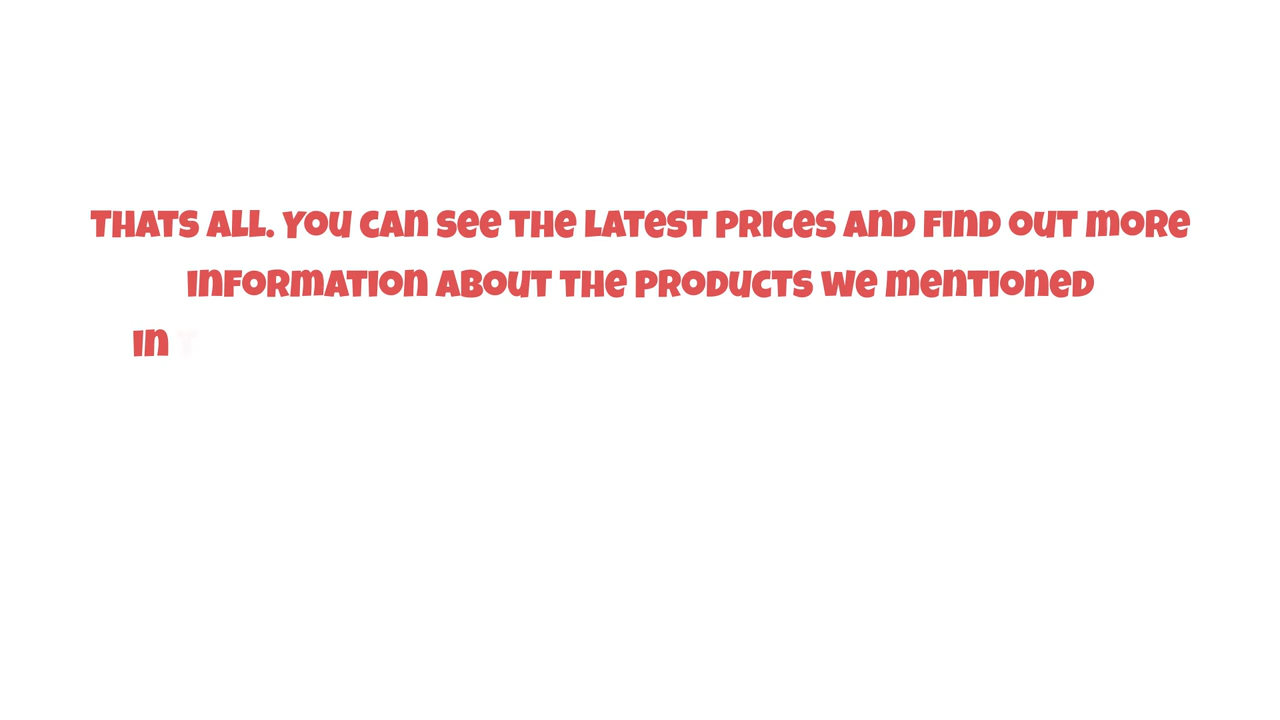 Thats all. You can see the latest prices and find out more
information about the products we mentioned
in